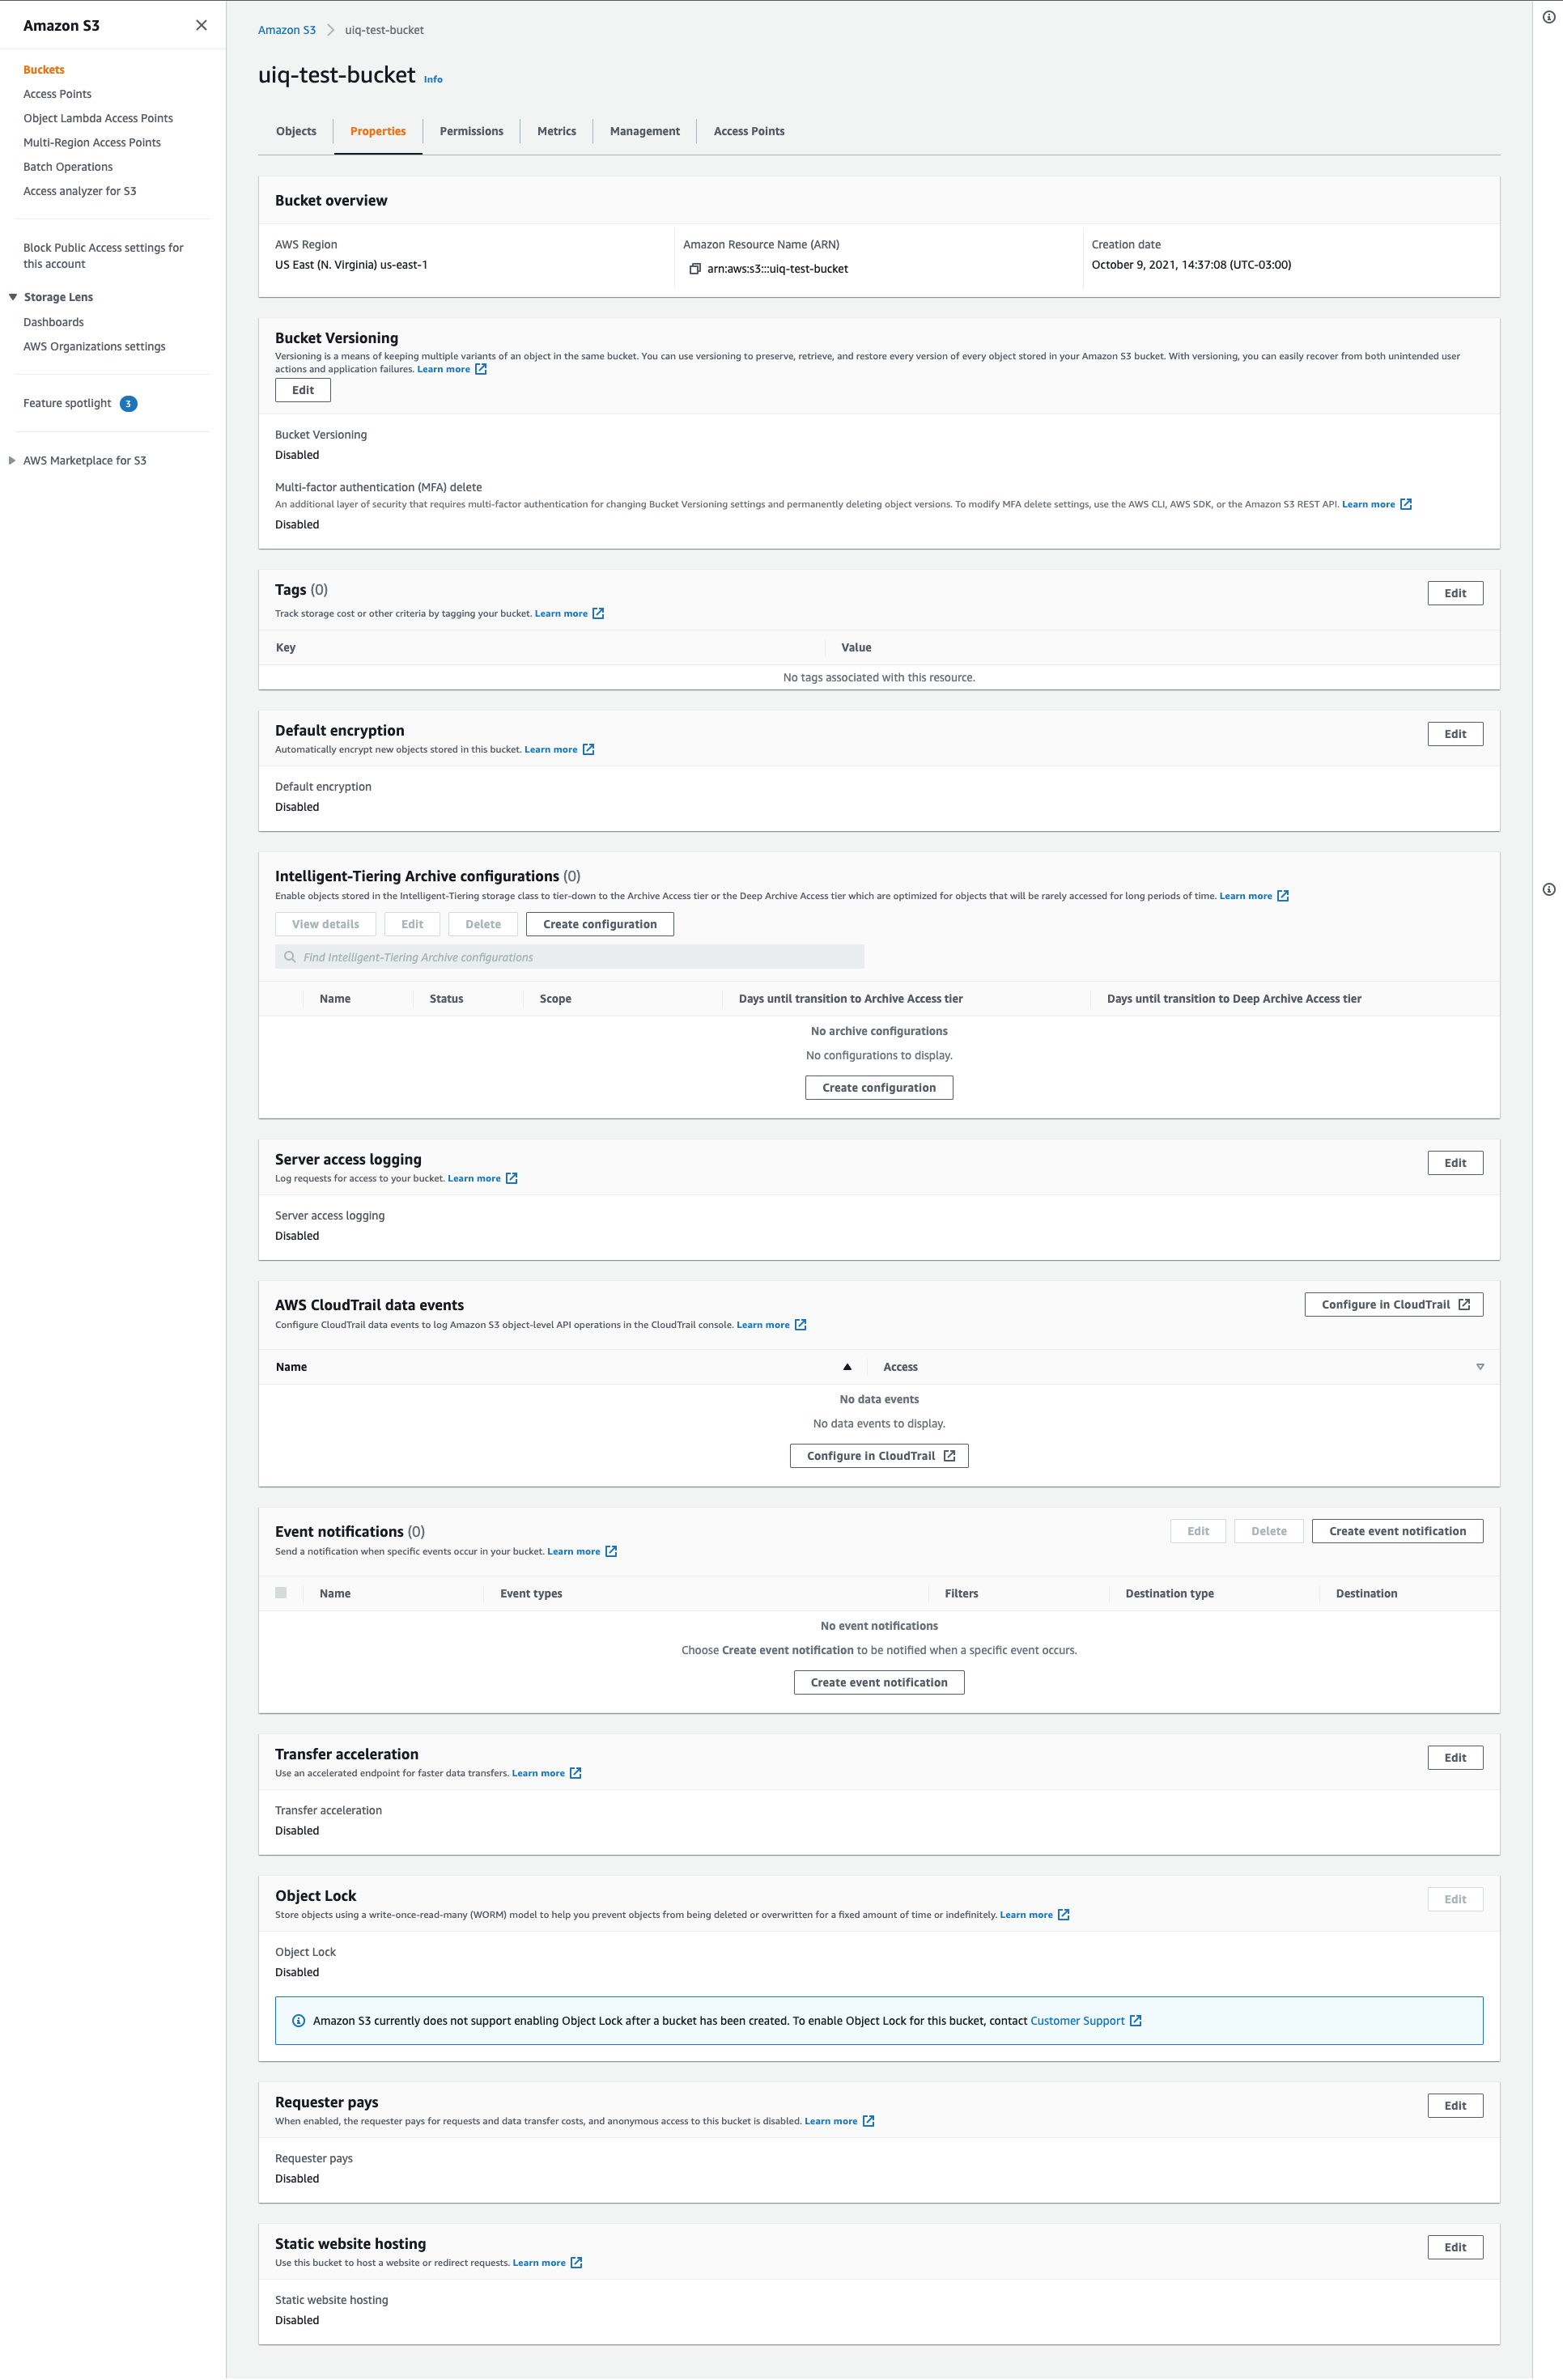 Amazon S3
Buckets
Access Points
Object Lambda Access Points
Multi-Region Access Points
Batch Operations
Access analyzer for S3
Block Public Access settings for
this account
Storage Lens
Dashboards
AWS Organizations settings
Feature spotlight 3
AWS Marketplace for S3
Amazon S3 uiq-test-bucket
uiq-test-bucket Info
Objects Properties Permissions Metrics Management Access Points
Bucket overview
AWS Region
US East (N. Virginia) us-east-1
Amazon Resource Name (ARN)
arn:aws:s3:::uiq-test-bucket
Creation date
October 9, 2021, 14:37:08 (UTC-03:00)
Bucket Versioning
Versioning is a means of keeping multiple variants of an object in the same bucket. You can use versioning to preserve, retrieve, and restore every version of every object stored in your Amazon S3 bucket. With versioning, you can easily recover from both unintended user
actions and application failures. Learn more
Edit
Bucket Versioning
Disabled
Multi-factor authentication (MFA) delete
An additional layer of security that requires multi-factor authentication for changing Bucket Versioning settings and permanently deleting object versions. To modify MFA delete settings, use the AWS CLI, AWS SDK, or the Amazon S3 REST API. Learn more
Disabled
Tags (0)
Edit
Track storage cost or other criteria by tagging your bucket. Learn more
Key Value
No tags associated with this resource.
Default encryption
Edit
Automatically encrypt new objects stored in this bucket. Learn more
Default encryption
Disabled
Intelligent-Tiering Archive configurations (0)
Enable objects stored in the Intelligent-Tiering storage class to tier-down to the Archive Access tier or the Deep Archive Access tier which are optimized for objects that will be rarely accessed for long periods of time. Learn more
View details Edit Delete Create configuration
Find Intelligent-Tiering Archive configurations
Name Status Scope Days until transition to Archive Access tier Days until transition to Deep Archive Access tier
No archive configurations
No configurations to display.
Create configuration
Server access logging
Edit
Log requests for access to your bucket. Learn more
Server access logging
Disabled
AWS CloudTrail data events
Configure in CloudTrail
Configure CloudTrail data events to log Amazon S3 object-level API operations in the CloudTrail console. Learn more
Name Access
No data events
No data events to display.
Configure in CloudTrail
Event notifications (0)
Edit Delete Create event notification
Send a notification when specific events occur in your bucket. Learn more
Name Event types Filters Destination type Destination
No event notifications
Choose Create event notification to be notified when a specific event occurs.
Create event notification
Transfer acceleration
Edit
Use an accelerated endpoint for faster data transfers. Learn more
Transfer acceleration
Disabled
Object Lock
Edit
Store objects using a write-once-read-many (WORM) model to help you prevent objects from being deleted or overwritten for a fixed amount of time or indefinitely. Learn more
Object Lock
Disabled
Amazon S3 currently does not support enabling Object Lock after a bucket has been created. To enable Object Lock for this bucket, contact Customer Support
Requester pays
Edit
When enabled, the requester pays for requests and data transfer costs, and anonymous access to this bucket is disabled. Learn more
Requester pays
Disabled
Static website hosting
Edit
Use this bucket to host a website or redirect requests. Learn more
Static website hosting
Disabled